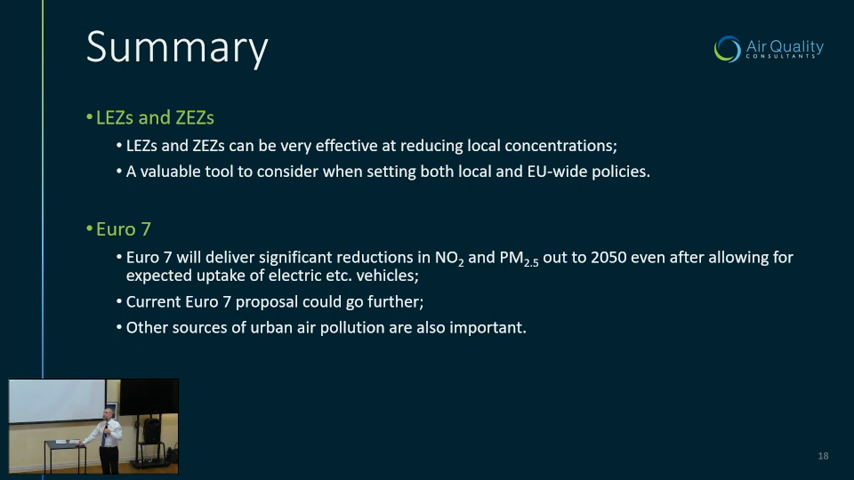 Summary
Air Quality
CONSULTANTS
• LEZs and ZEZs
• LEZs and ZEZs can be very effective at reducing local concentrations;
• A valuable tool to consider when setting both local and EU-wide policies.
• Euro 7
• Euro 7 will deliver significant reductions in NO2 and PM2.5 out to 2050 even after allowing for
expected uptake of electric etc. vehicles;
• Current Euro 7 proposal could go further;
• Other sources of urban air pollution are also important.
18